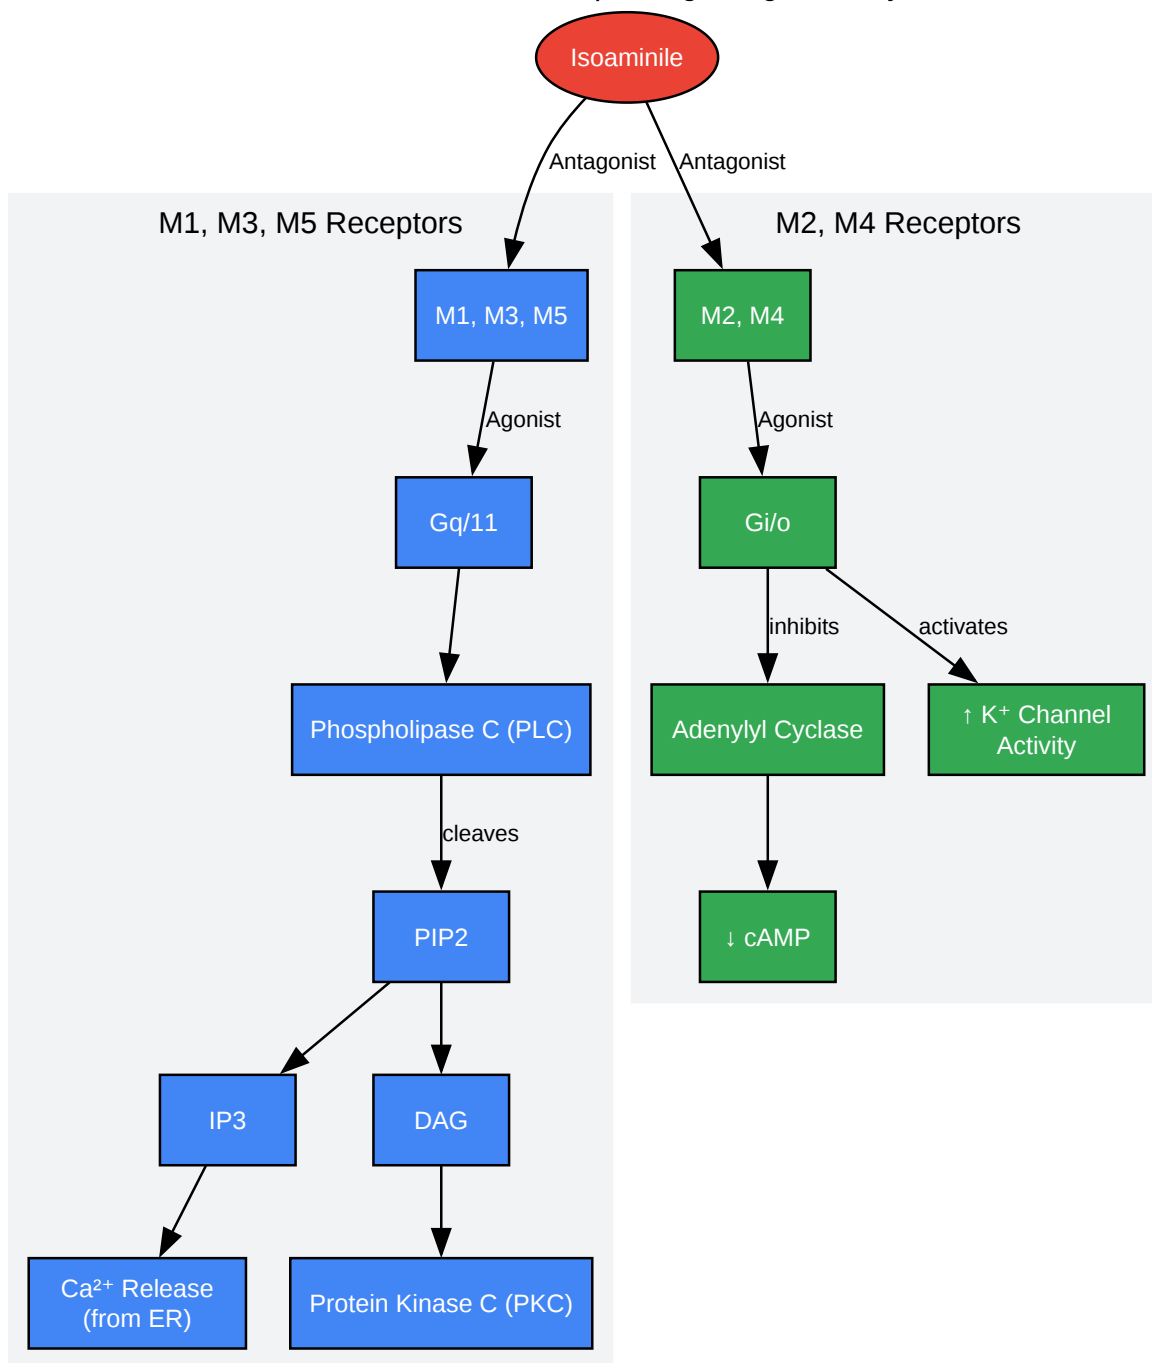 Isoaminile
Antagonist
Antagonist
M1, M3, M5 Receptors
M2, M4 Receptors
M1, M3, M5
M2, M4
Agonist
Agonist
Gq/11
Gi/o
inhibits
activates
Phospholipase C (PLC)
Adenylyl Cyclase
↑ K⁺ Channel
Activity
cleaves
PIP2
↓ cAMP
IP3
DAG
Ca²⁺ Release
(from ER)
Protein Kinase C (PKC)